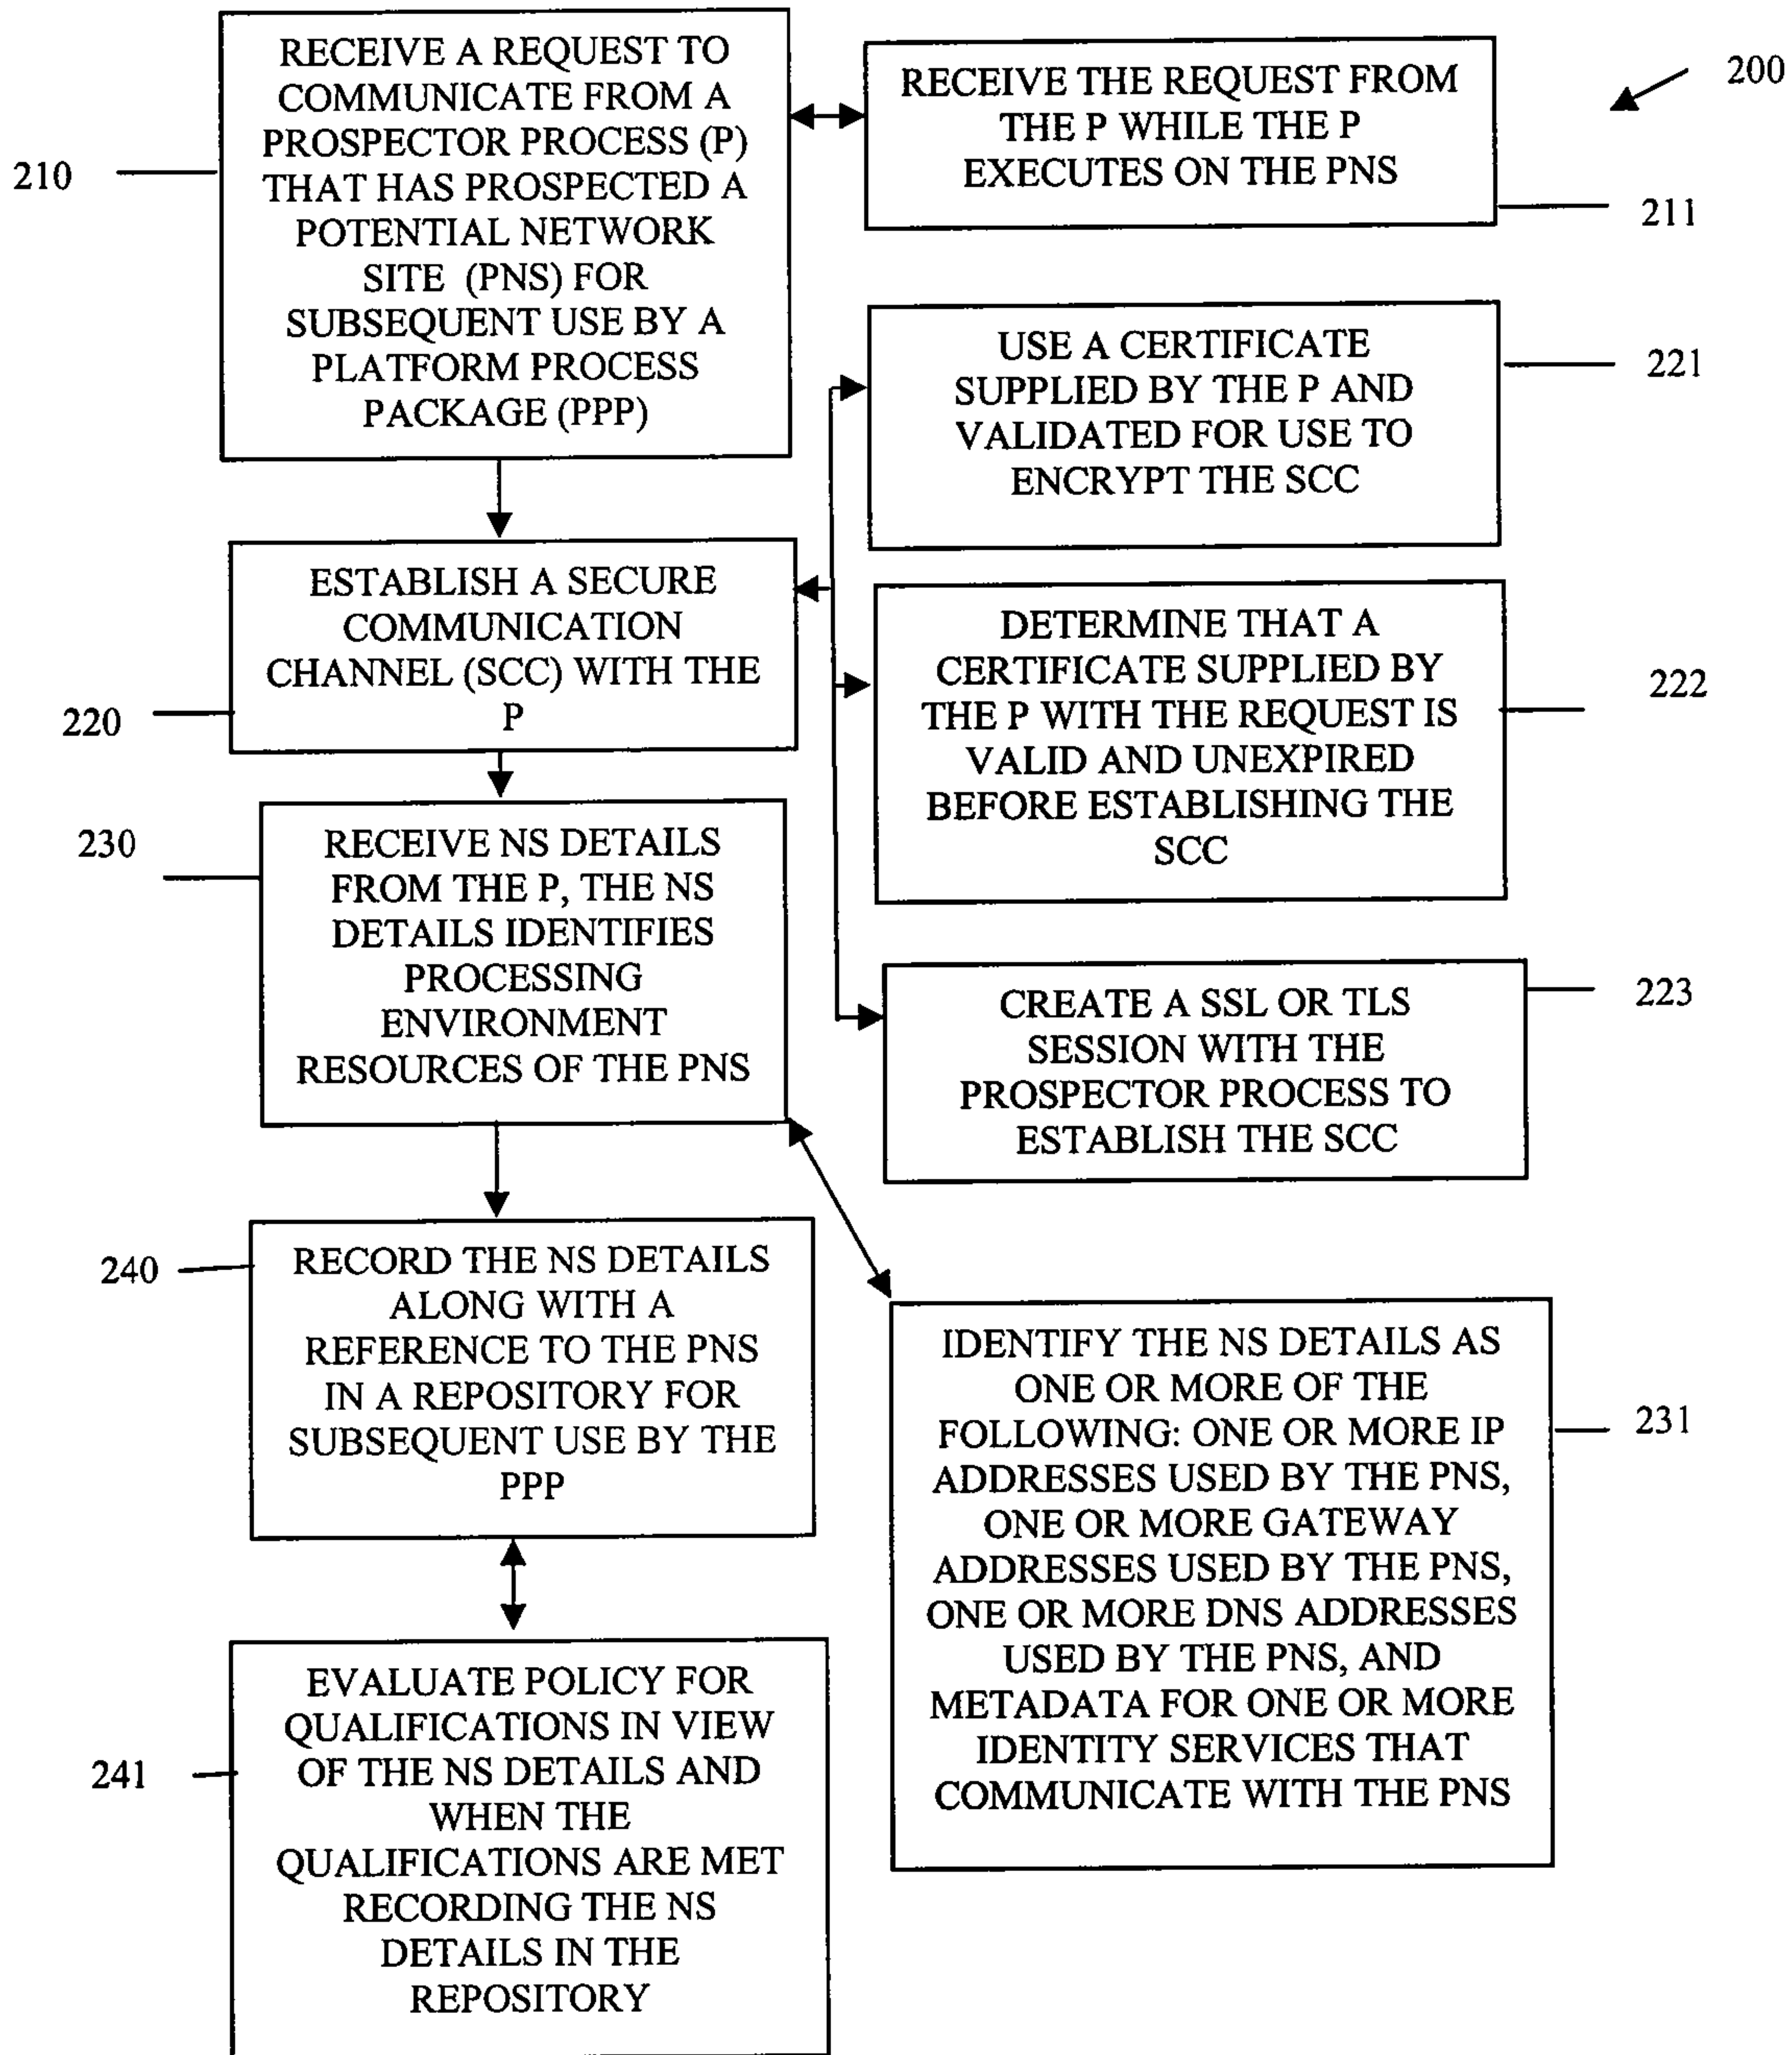 200
210
RECEIVE A REQUEST TO
COMMUNICATE FROM A
PROSPECTOR PROCESS (P)
THAT HAS PROSPECTED A
POTENTIAL NETWORK
SITE (PNS) FOR
SUBSEQUENT USE BY A
PLATFORM PROCESS
PACKAGE (PPP)
RECEIVE THE REQUEST FROM
THE P WHILE THE P
EXECUTES ON THE PNS
211
220
ESTABLISH A SECURE
COMMUNICATION
CHANNEL (SCC) WITH THE
P
USE A CERTIFICATE
SUPPLIED BY THE P AND
VALIDATED FOR USE TO
ENCRYPT THE SCC
221
DETERMINE THAT A
CERTIFICATE SUPPLIED BY
THE P WITH THE REQUEST IS
VALID AND UNEXPIRED
BEFORE ESTABLISHING THE
SCC
222
CREATE A SSL OR TLS
SESSION WITH THE
PROSPECTOR PROCESS TO
ESTABLISH THE SCC
223
230
RECEIVE NS DETAILS
FROM THE P, THE NS
DETAILS IDENTIFIES
PROCESSING
ENVIRONMENT
RESOURCES OF THE PNS
IDENTIFY THE NS DETAILS AS
ONE OR MORE OF THE
FOLLOWING: ONE OR MORE IP
ADDRESSES USED BY THE PNS,
ONE OR MORE GATEWAY
ADDRESSES USED BY THE PNS,
ONE OR MORE DNS ADDRESSES
USED BY THE PNS, AND
METADATA FOR ONE OR MORE
IDENTITY SERVICES THAT
COMMUNICATE WITH THE PNS
231
240
RECORD THE NS DETAILS
ALONG WITH A
REFERENCE TO THE PNS
IN A REPOSITORY FOR
SUBSEQUENT USE BY THE
PPP
241
EVALUATE POLICY FOR
QUALIFICATIONS IN VIEW
OF THE NS DETAILS AND
WHEN THE
QUALIFICATIONS ARE MET
RECORDING THE NS
DETAILS IN THE
REPOSITORY